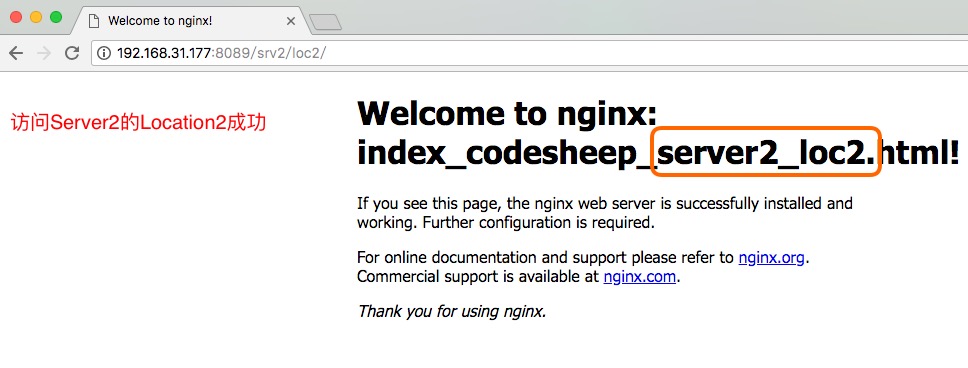 Welcome to nginx!
192.168.31.177:8089/srv2/loc2/
访问Server2的Location2成功
Welcome to nginx:
index_codesheep_server2_loc2.html!
If you see this page, the nginx web server is successfully installed and
working. Further configuration is required.
For online documentation and support please refer to nginx.org.
Commercial support is available at nginx.com.
Thank you for using nginx.